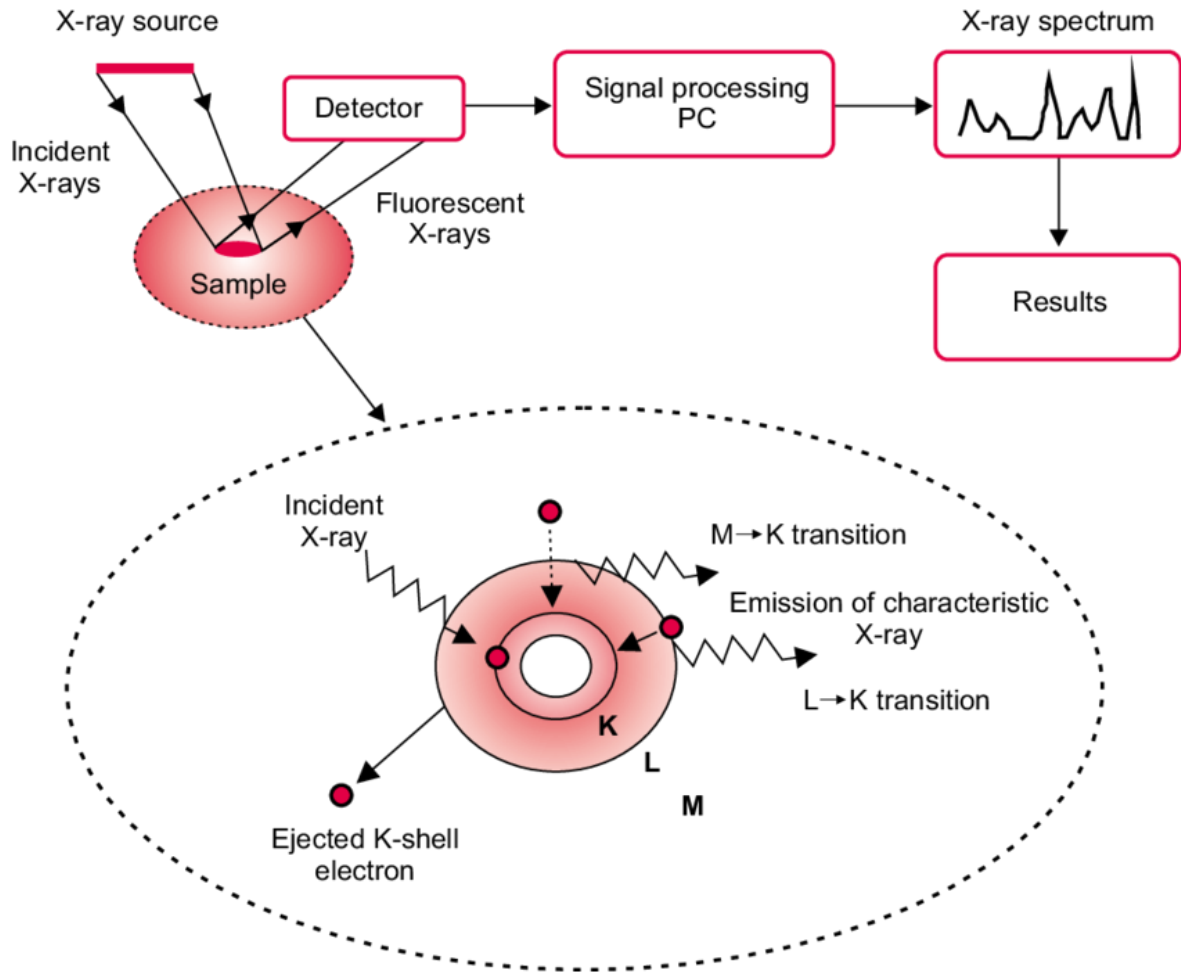 X-ray source
X-ray spectrum
Detector
Signal processing
PC
Incident
X-rays
Fluorescent
X-rays
Sample
Results
Incident
X-ray
M→K transition
Emission of characteristic
X-ray
L→K transition
K
L
M
Ejected K-shell
electron